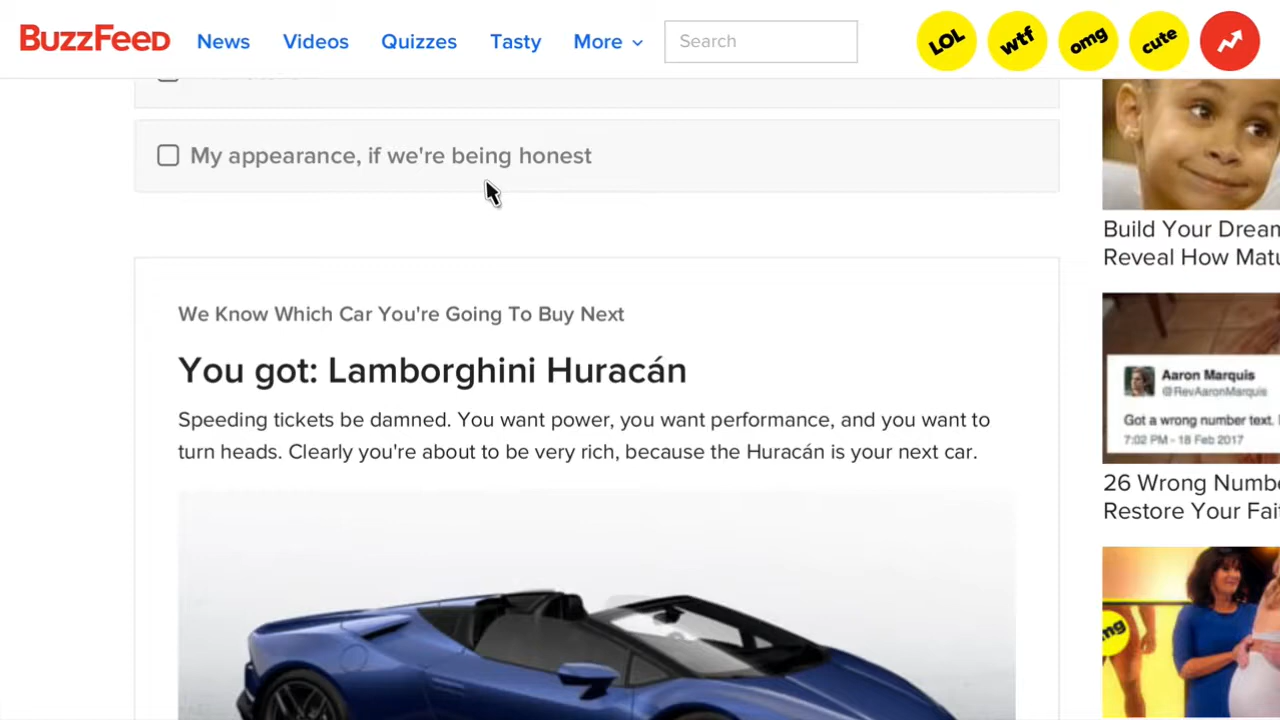 BuzzFeed News Videos Quizzes Tasty More Search LOL wtf omg cute
My appearance, if we're being honest
We Know Which Car You're Going To Buy Next
You got: Lamborghini Huracán
Speeding tickets be damned. You want power, you want performance, and you want to
turn heads. Clearly you're about to be very rich, because the Huracán is your next car.
Build Your Dream
Reveal How Matu
Aaron Marquis
@RevAaronMarquis
Got a wrong number text.
7:02 PM - 18 Feb 2017
26 Wrong Numbe
Restore Your Fait
omg